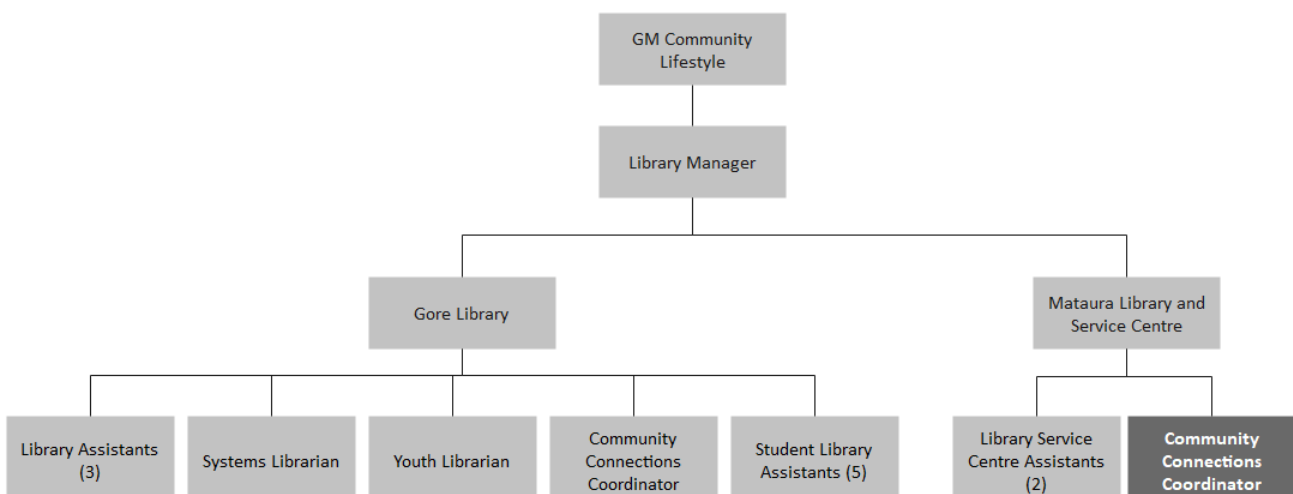 GM Community
Lifestyle
Library Manager
Gore Library
Mataura Library and
Service Centre
Library Assistants
(3)
Systems Librarian
Youth Librarian
Community
Connections
Coordinator
Student Library
Assistants (5)
Library Service
Centre Assistants
(2)
Community
Connections
Coordinator